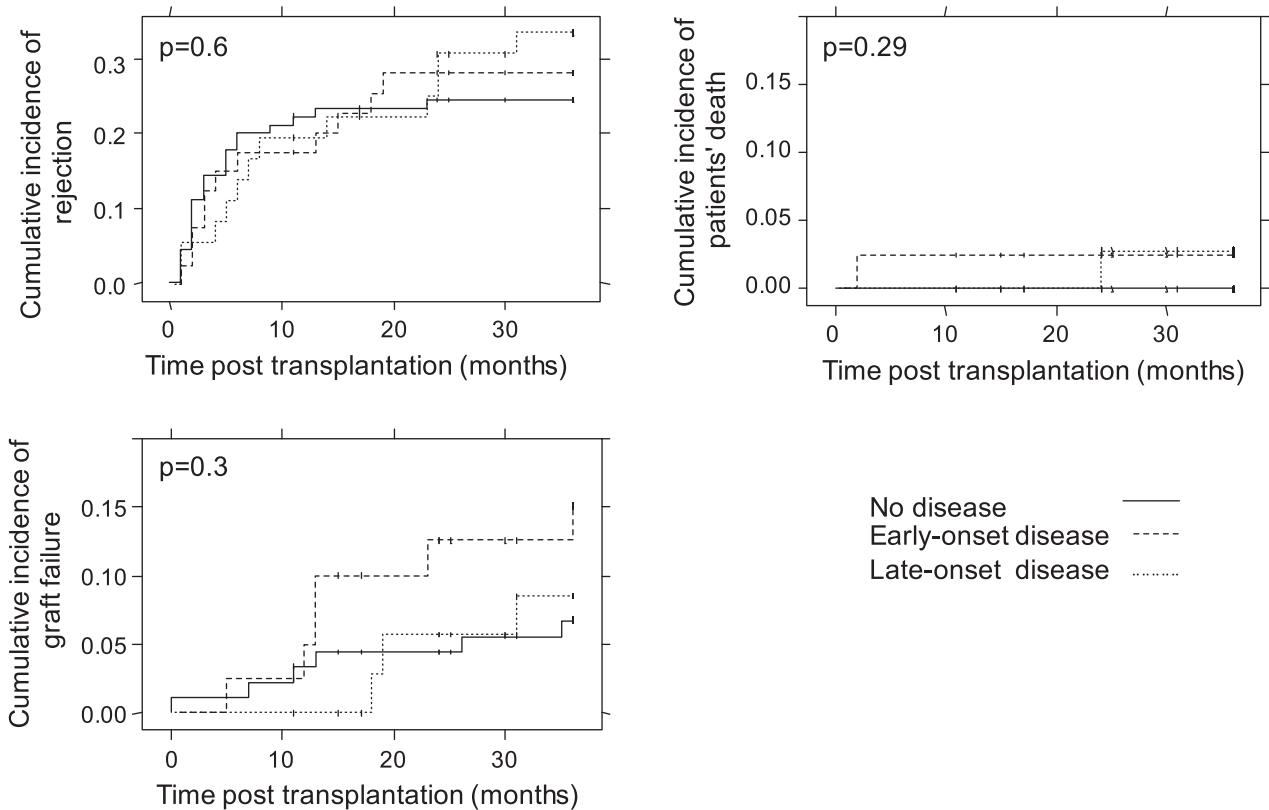 Cumulative incidence of
rejection
p=0.6
0.3
0.2
0.1
0.0
0 10 20 30
Time post transplantation (months)
Cumulative incidence of
patients' death
p=0.29
0.15
0.10
0.05
0.00
0 10 20 30
Time post transplantation (months)
Cumulative incidence of
graft failure
p=0.3
0.15
0.10
0.05
0.00
0 10 20 30
Time post transplantation (months)
No disease
Early-onset disease
Late-onset disease